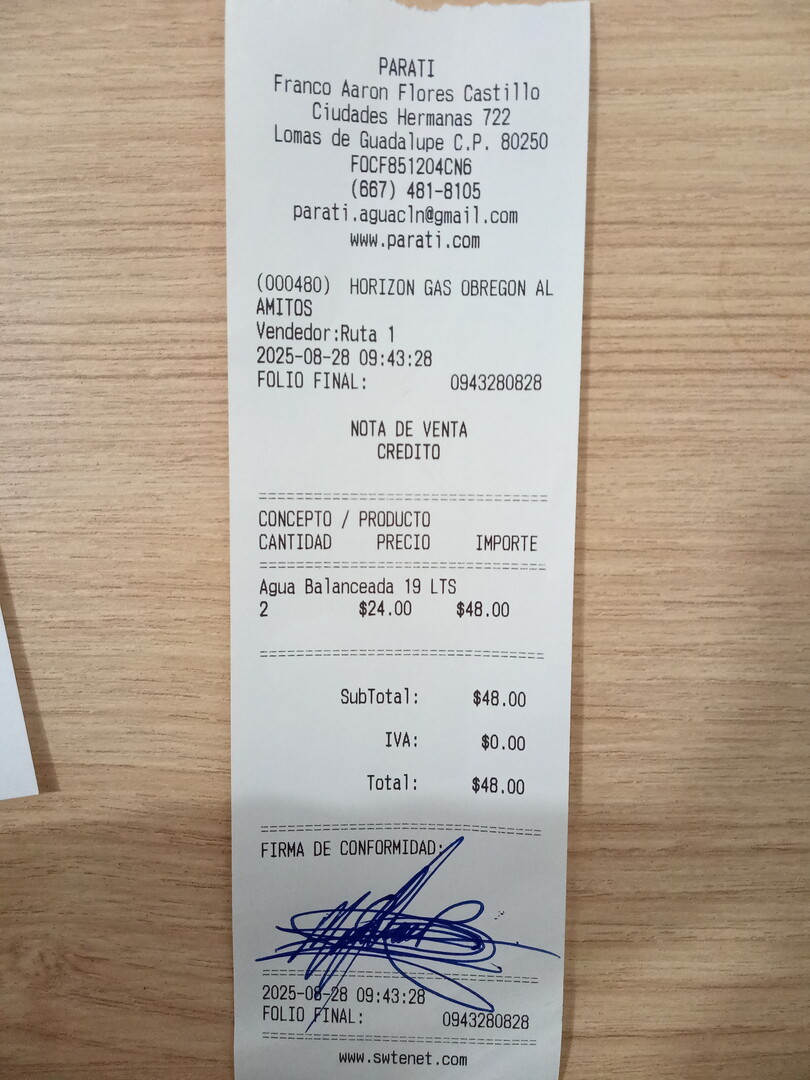 PARATI
Franco Aaron Flores Castillo
Ciudades Hermanas 722
Lomas de Guadalupe C.P. 80250
FOCF851204CN6
(667) 481-8105
parati.aguacln@gmail.com
www.parati.com
(000480) HORIZON GAS OBREGON AL
AMITOS
Vendedor:Ruta 1
2025-08-28 09:43:28
FOLIO FINAL: 0943280828
NOTA DE VENTA
CREDITO
================================
CONCEPTO / PRODUCTO
CANTIDAD PRECIO IMPORTE
================================
Agua Balanceada 19 LTS
2 $24.00 $48.00
================================
SubTotal: $48.00
IVA: $0.00
Total: $48.00
================================
FIRMA DE CONFORMIDAD:
================================
2025-08-28 09:43:28
FOLIO FINAL: 0943280828
================================
www.swtenet.com